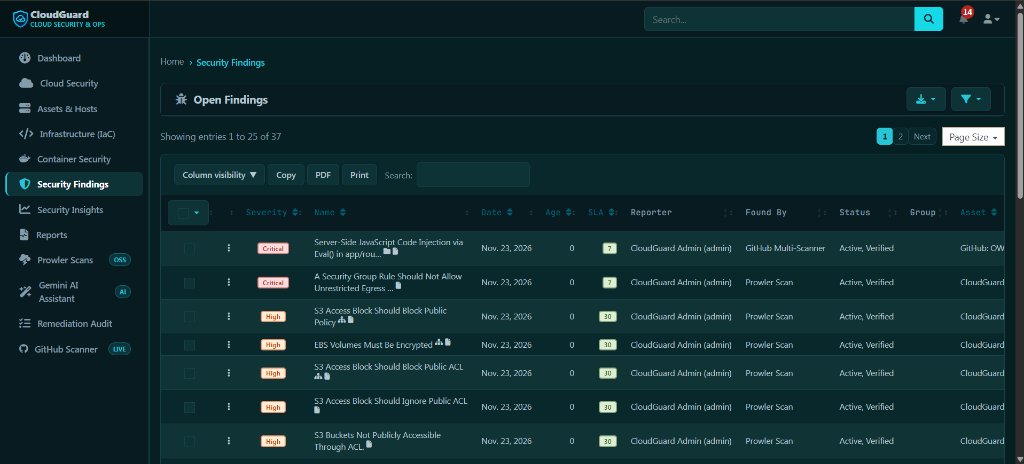 CloudGuard
CLOUD SECURITY & OPS
Search...
14
Dashboard
Cloud Security
Assets & Hosts
Infrastructure (IaC)
Container Security
Security Findings
Security Insights
Reports
Prowler Scans OSS
Gemini AI
Assistant AI
Remediation Audit
GitHub Scanner LIVE
Home › Security Findings
Open Findings
Showing entries 1 to 25 of 37
1 2 Next Page Size
Column visibility ▼ Copy PDF Print Search:
Severity Name Date Age SLA Reporter Found By Status Group Asset
Critical Server-Side JavaScript Code Injection via
Eval() in app/rou... Nov. 23, 2026 0 7 CloudGuard Admin (admin) GitHub Multi-Scanner Active, Verified GitHub: OW
Critical A Security Group Rule Should Not Allow
Unrestricted Egress ... Nov. 23, 2026 0 7 CloudGuard Admin (admin) Prowler Scan Active, Verified CloudGuard
High S3 Access Block Should Block Public
Policy Nov. 23, 2026 0 30 CloudGuard Admin (admin) Prowler Scan Active, Verified CloudGuard
High EBS Volumes Must Be Encrypted Nov. 23, 2026 0 30 CloudGuard Admin (admin) Prowler Scan Active, Verified CloudGuard
High S3 Access Block Should Block Public ACL Nov. 23, 2026 0 30 CloudGuard Admin (admin) Prowler Scan Active, Verified CloudGuard
High S3 Access Block Should Ignore Public ACL Nov. 23, 2026 0 30 CloudGuard Admin (admin) Prowler Scan Active, Verified CloudGuard
High S3 Buckets Not Publicly Accessible
Through ACL. Nov. 23, 2026 0 30 CloudGuard Admin (admin) Prowler Scan Active, Verified CloudGuard